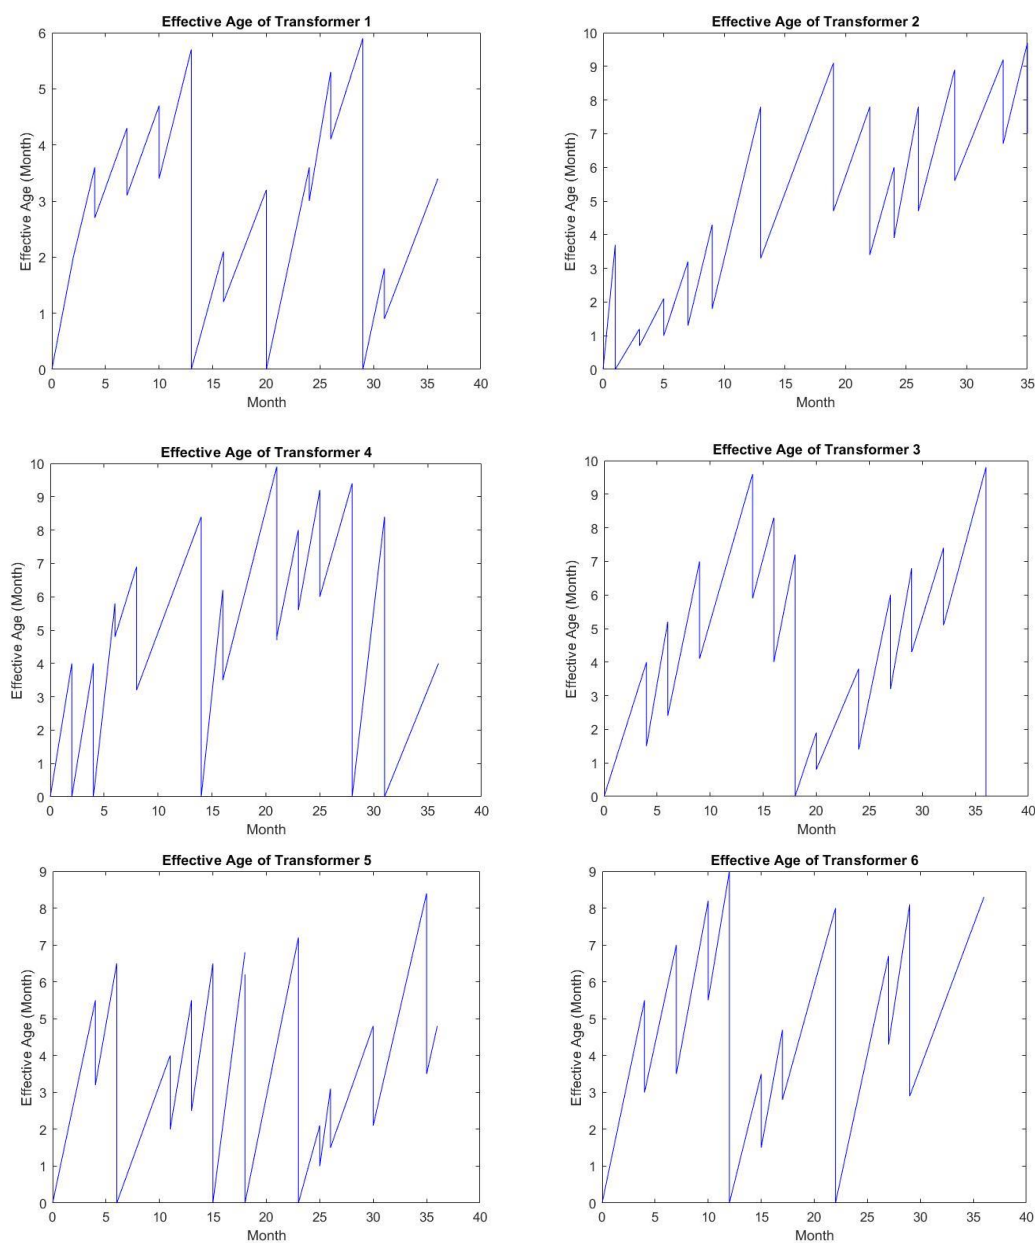 Effective Age of Transformer 1
6
5
4
3
2
1
0
Effective Age (Month)
0 5 10 15 20 25 30 35 40
Month
Effective Age of Transformer 2
10
9
8
7
6
5
4
3
2
1
0
Effective Age (Month)
0 5 10 15 20 25 30 35
Month
Effective Age of Transformer 4
10
9
8
7
6
5
4
3
2
1
0
Effective Age (Month)
0 5 10 15 20 25 30 35 40
Month
Effective Age of Transformer 3
10
9
8
7
6
5
4
3
2
1
0
Effective Age (Month)
0 5 10 15 20 25 30 35 40
Month
Effective Age of Transformer 5
9
8
7
6
5
4
3
2
1
0
Effective Age (Month)
0 5 10 15 20 25 30 35 40
Month
Effective Age of Transformer 6
9
8
7
6
5
4
3
2
1
0
Effective Age (Month)
0 5 10 15 20 25 30 35 40
Month